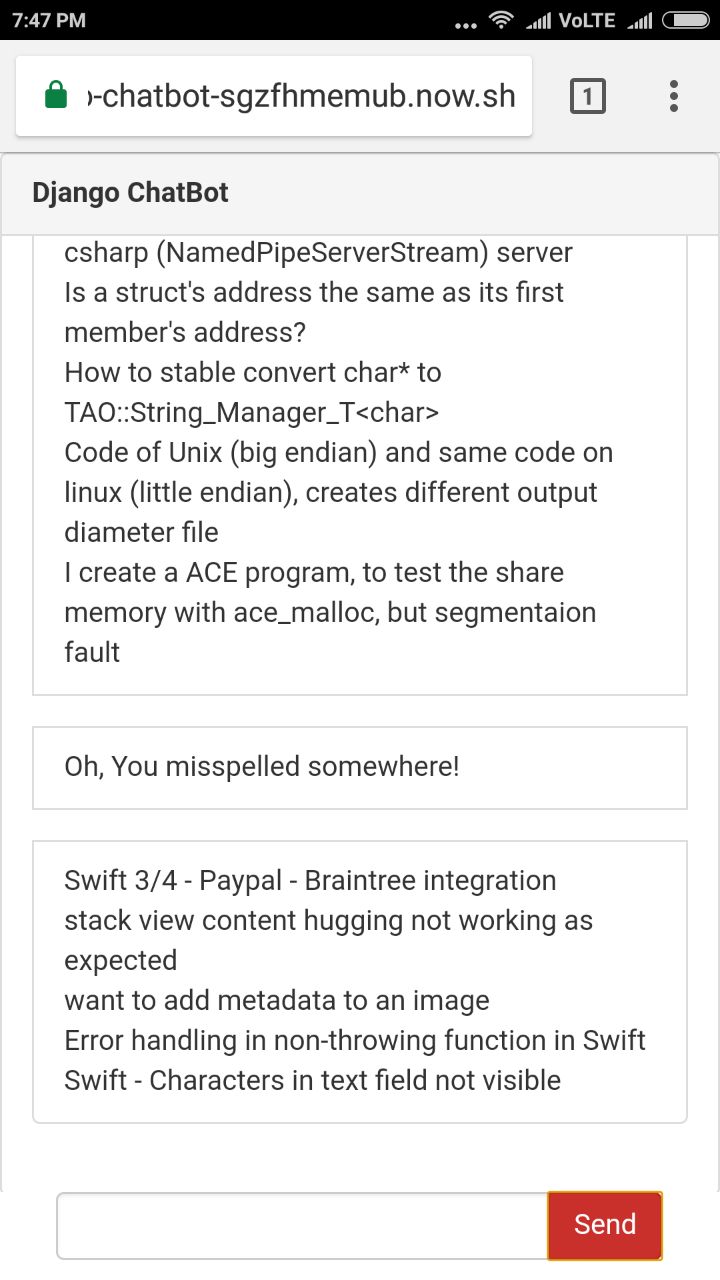 7:47 PM
VoLTE
-chatbot-sgzfhmemub.now.sh
1
Django ChatBot
csharp (NamedPipeServerStream) server
Is a struct's address the same as its first
member's address?
How to stable convert char* to
TAO::String_Manager_T<char>
Code of Unix (big endian) and same code on
linux (little endian), creates different output
diameter file
I create a ACE program, to test the share
memory with ace_malloc, but segmentaion
fault
Oh, You misspelled somewhere!
Swift 3/4 - Paypal - Braintree integration
stack view content hugging not working as
expected
want to add metadata to an image
Error handling in non-throwing function in Swift
Swift - Characters in text field not visible
Send